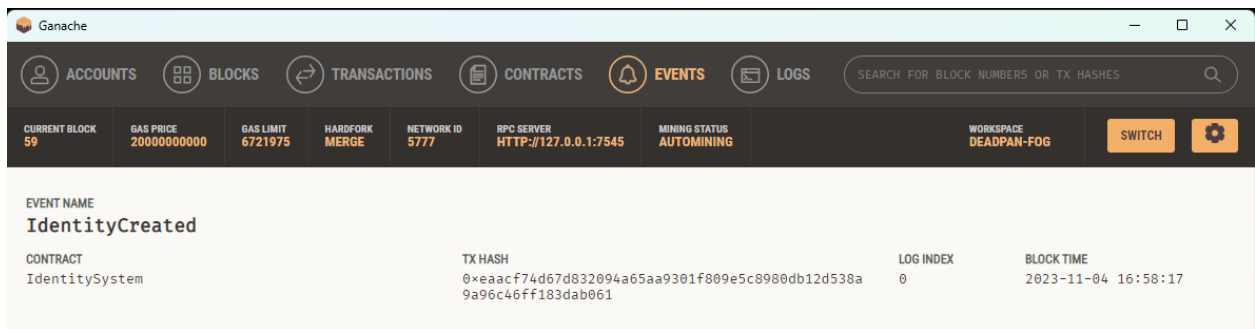 Ganache
ACCOUNTS BLOCKS TRANSACTIONS CONTRACTS EVENTS LOGS SEARCH FOR BLOCK NUMBERS OR TX HASHES
CURRENT BLOCK GAS PRICE GAS LIMIT HARDFORK NETWORK ID RPC SERVER MINING STATUS WORKSPACE
59 20000000000 6721975 MERGE 5777 HTTP://127.0.0.1:7545 AUTOMINING DEADPAN-FOG SWITCH
EVENT NAME
IdentityCreated
CONTRACT TX HASH LOG INDEX BLOCK TIME
IdentitySystem 0×eaacf74d67d832094a65aa9301f809e5c8980db12d538a 0 2023-11-04 16:58:17
9a96c46ff183dab061